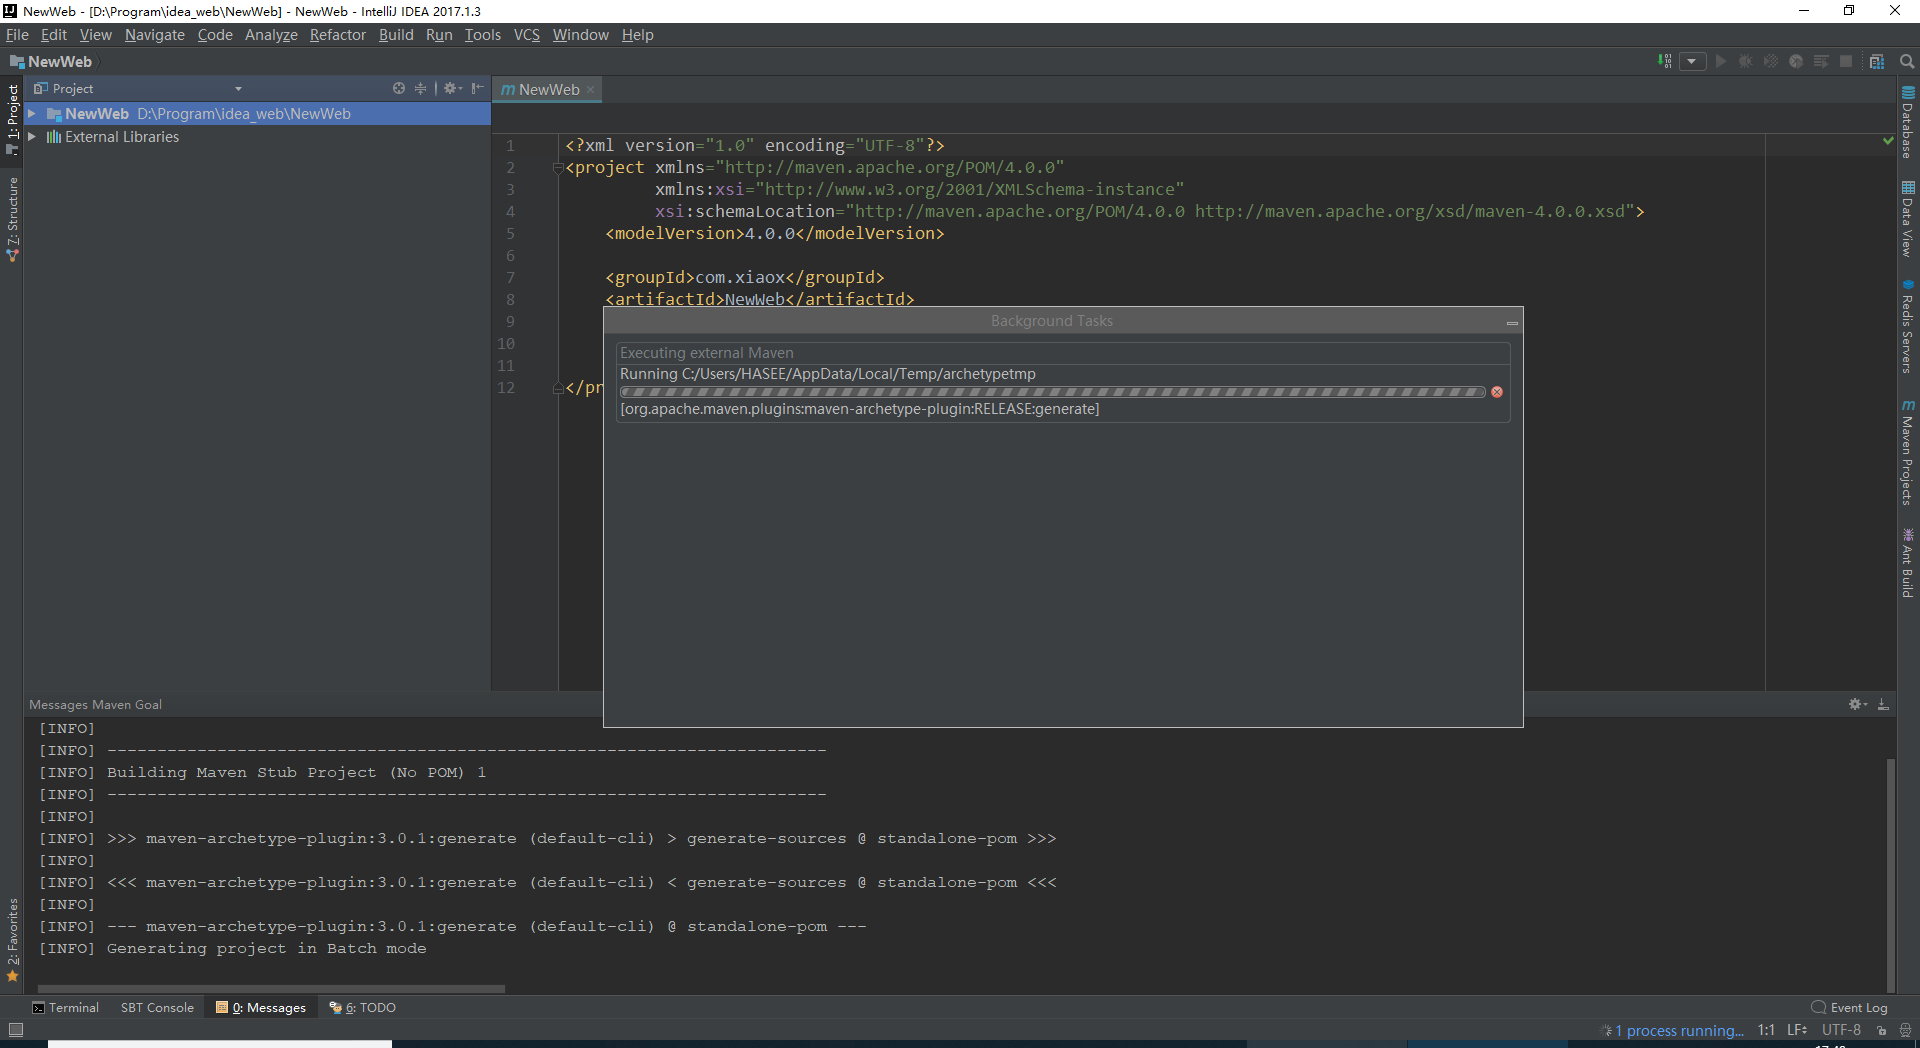 NewWeb - [D:\Program\idea_web\NewWeb] - NewWeb - IntelliJ IDEA 2017.1.3
File Edit View Navigate Code Analyze Refactor Build Run Tools VCS Window Help
NewWeb
Project
NewWeb
1: Project
7: Structure
2: Favorites
NewWeb D:\Program\idea_web\NewWeb
External Libraries
1 <?xml version="1.0" encoding="UTF-8"?>
2 <project xmlns="http://maven.apache.org/POM/4.0.0"
3 xmlns:xsi="http://www.w3.org/2001/XMLSchema-instance"
4 xsi:schemaLocation="http://maven.apache.org/POM/4.0.0 http://maven.apache.org/xsd/maven-4.0.0.xsd">
5 <modelVersion>4.0.0</modelVersion>
6
7 <groupId>com.xiaox</groupId>
8 <artifactId>NewWeb</artifactId>
9
10
11
12 </pr
Background Tasks
Executing external Maven
Running C:/Users/HASEE/AppData/Local/Temp/archetypetmp
[org.apache.maven.plugins:maven-archetype-plugin:RELEASE:generate]
Database
Data View
Redis Servers
Maven Projects
Ant Build
Messages Maven Goal
[INFO]
[INFO] ------------------------------------------------------------------------
[INFO] Building Maven Stub Project (No POM) 1
[INFO] ------------------------------------------------------------------------
[INFO]
[INFO] >>> maven-archetype-plugin:3.0.1:generate (default-cli) > generate-sources @ standalone-pom >>>
[INFO]
[INFO] <<< maven-archetype-plugin:3.0.1:generate (default-cli) < generate-sources @ standalone-pom <<<
[INFO]
[INFO] --- maven-archetype-plugin:3.0.1:generate (default-cli) @ standalone-pom ---
[INFO] Generating project in Batch mode
Terminal SBT Console 0: Messages 6: TODO Event Log
1 process running... 1:1 LF UTF-8